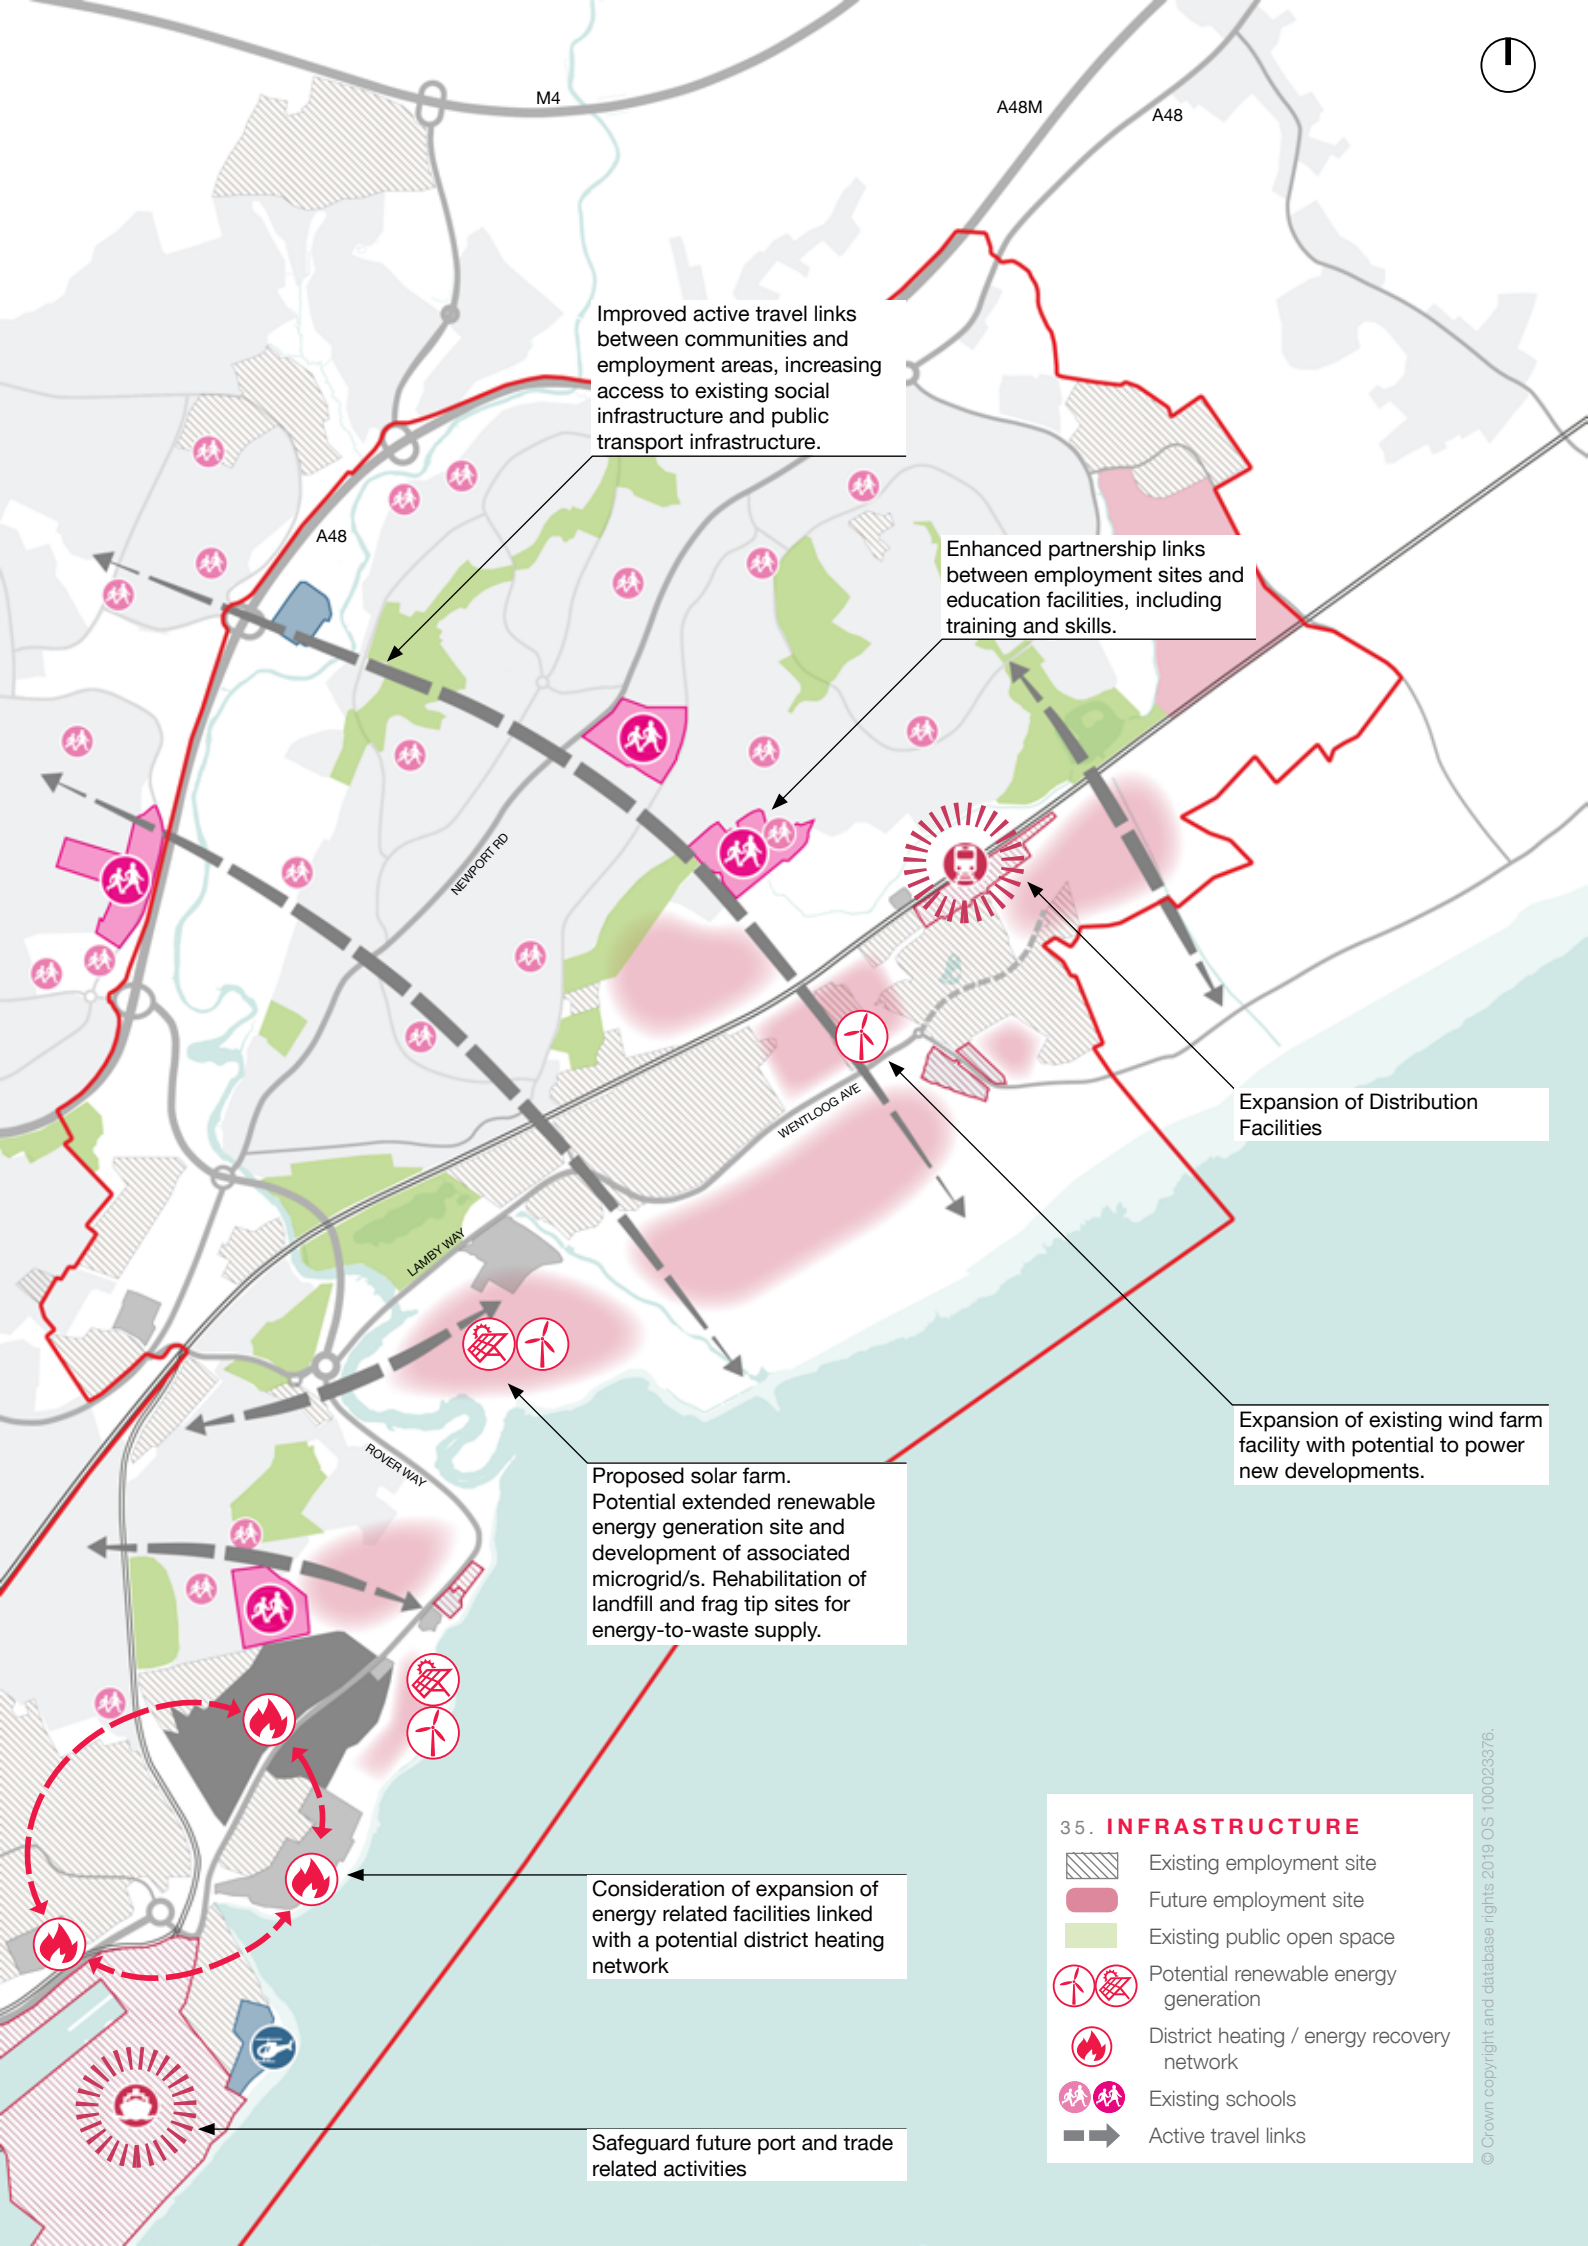 M4
A48M
A48
Improved active travel links
between communities and
employment areas, increasing
access to existing social
infrastructure and public
transport infrastructure.
A48
Enhanced partnership links
between employment sites and
education facilities, including
training and skills.
NEWPORT RD
WENTLOOG AVE
Expansion of Distribution
Facilities
LAMBY WAY
Expansion of existing wind farm
facility with potential to power
new developments.
ROVER WAY
Proposed solar farm.
Potential extended renewable
energy generation site and
development of associated
microgrid/s. Rehabilitation of
landfill and frag tip sites for
energy-to-waste supply.
Consideration of expansion of
energy related facilities linked
with a potential district heating
network
Safeguard future port and trade
related activities
35. INFRASTRUCTURE
Existing employment site
Future employment site
Existing public open space
Potential renewable energy
generation
District heating / energy recovery
network
Existing schools
Active travel links
© Crown copyright and database rights 2019 OS 100023376.